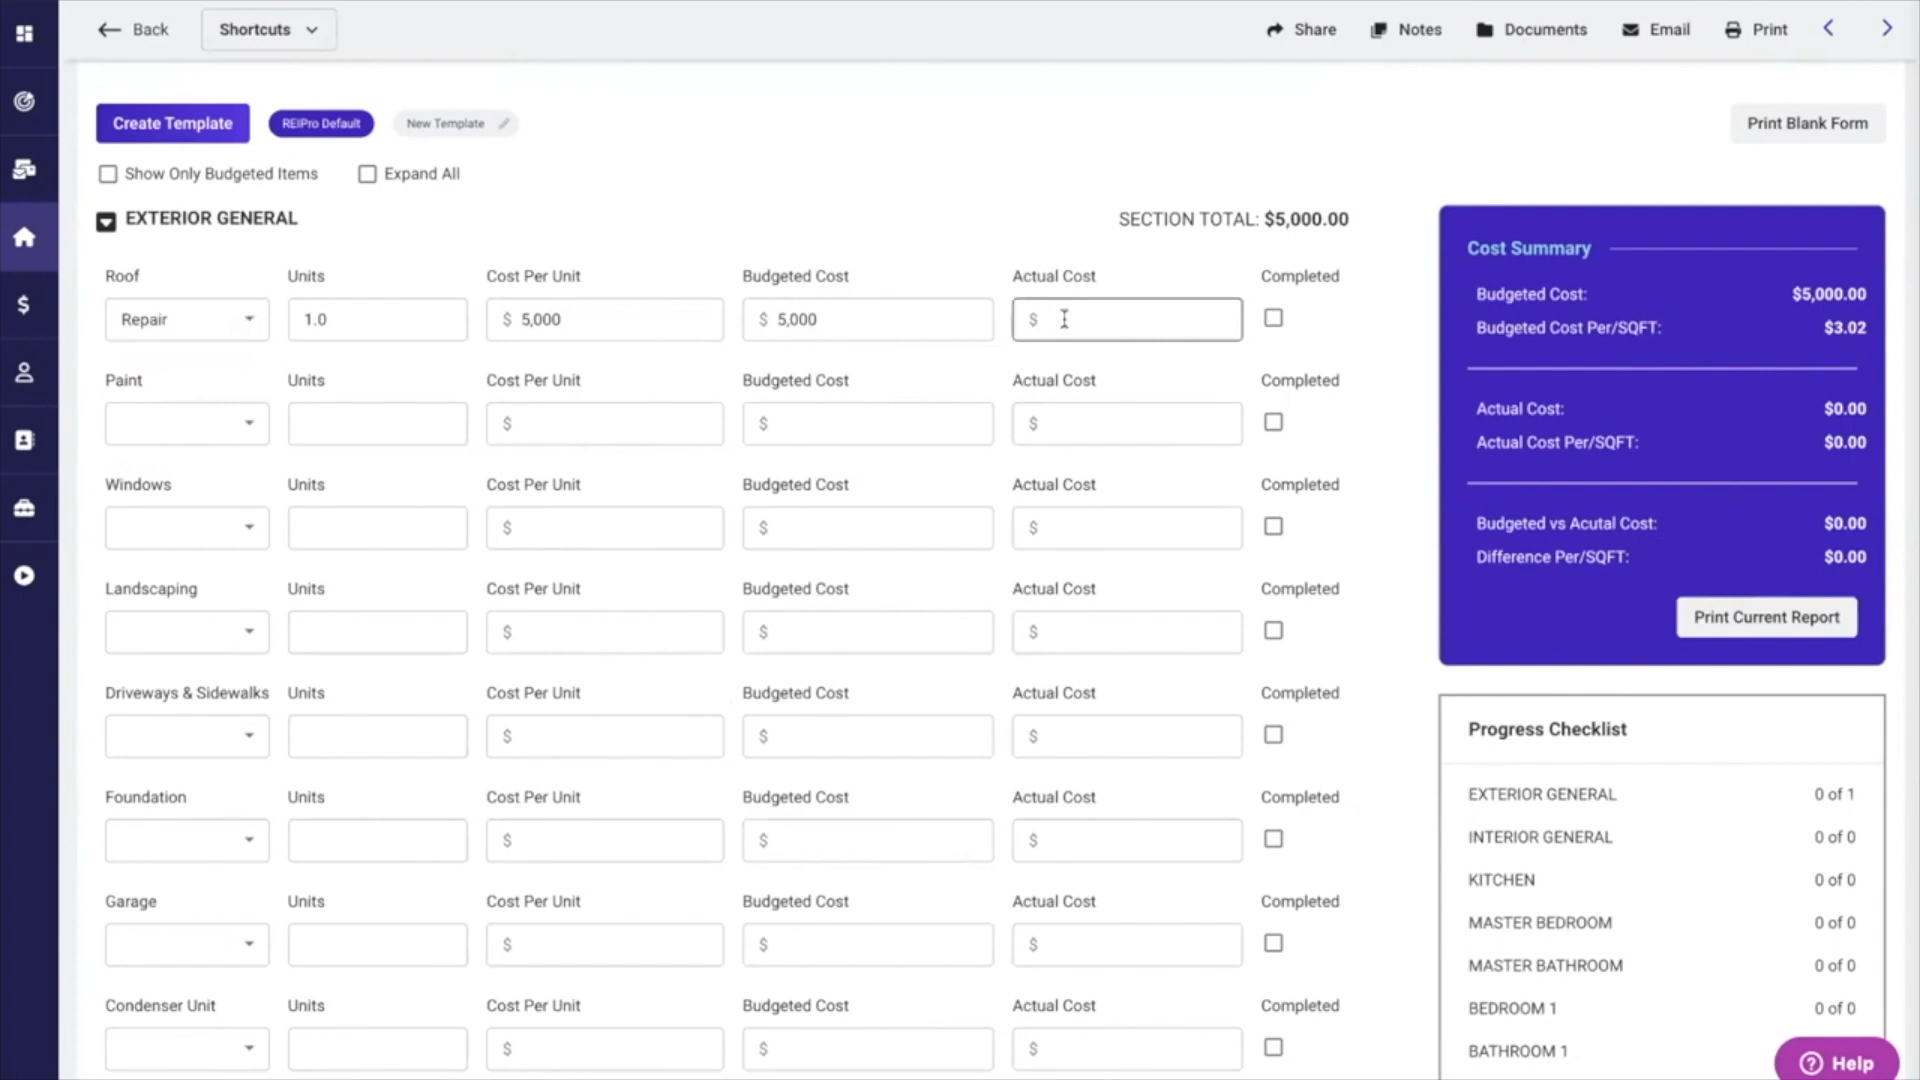 Back
Shortcuts
Share
Notes
Documents
Email
Print
Create Template
REIPro Default
New Template
Print Blank Form
Show Only Budgeted Items
Expand All
EXTERIOR GENERAL
SECTION TOTAL: $5,000.00
Roof Units Cost Per Unit Budgeted Cost Actual Cost Completed
Repair 1.0 $ 5,000 $ 5,000 $
Paint Units Cost Per Unit Budgeted Cost Actual Cost Completed
$ $ $
Windows Units Cost Per Unit Budgeted Cost Actual Cost Completed
$ $ $
Landscaping Units Cost Per Unit Budgeted Cost Actual Cost Completed
$ $ $
Driveways & Sidewalks Units Cost Per Unit Budgeted Cost Actual Cost Completed
$ $ $
Foundation Units Cost Per Unit Budgeted Cost Actual Cost Completed
$ $ $
Garage Units Cost Per Unit Budgeted Cost Actual Cost Completed
$ $ $
Condenser Unit Units Cost Per Unit Budgeted Cost Actual Cost Completed
$ $ $
Cost Summary
Budgeted Cost: $5,000.00
Budgeted Cost Per/SQFT: $3.02
Actual Cost: $0.00
Actual Cost Per/SQFT: $0.00
Budgeted vs Acutal Cost: $0.00
Difference Per/SQFT: $0.00
Print Current Report
Progress Checklist
EXTERIOR GENERAL 0 of 1
INTERIOR GENERAL 0 of 0
KITCHEN 0 of 0
MASTER BEDROOM 0 of 0
MASTER BATHROOM 0 of 0
BEDROOM 1 0 of 0
BATHROOM 1
Help